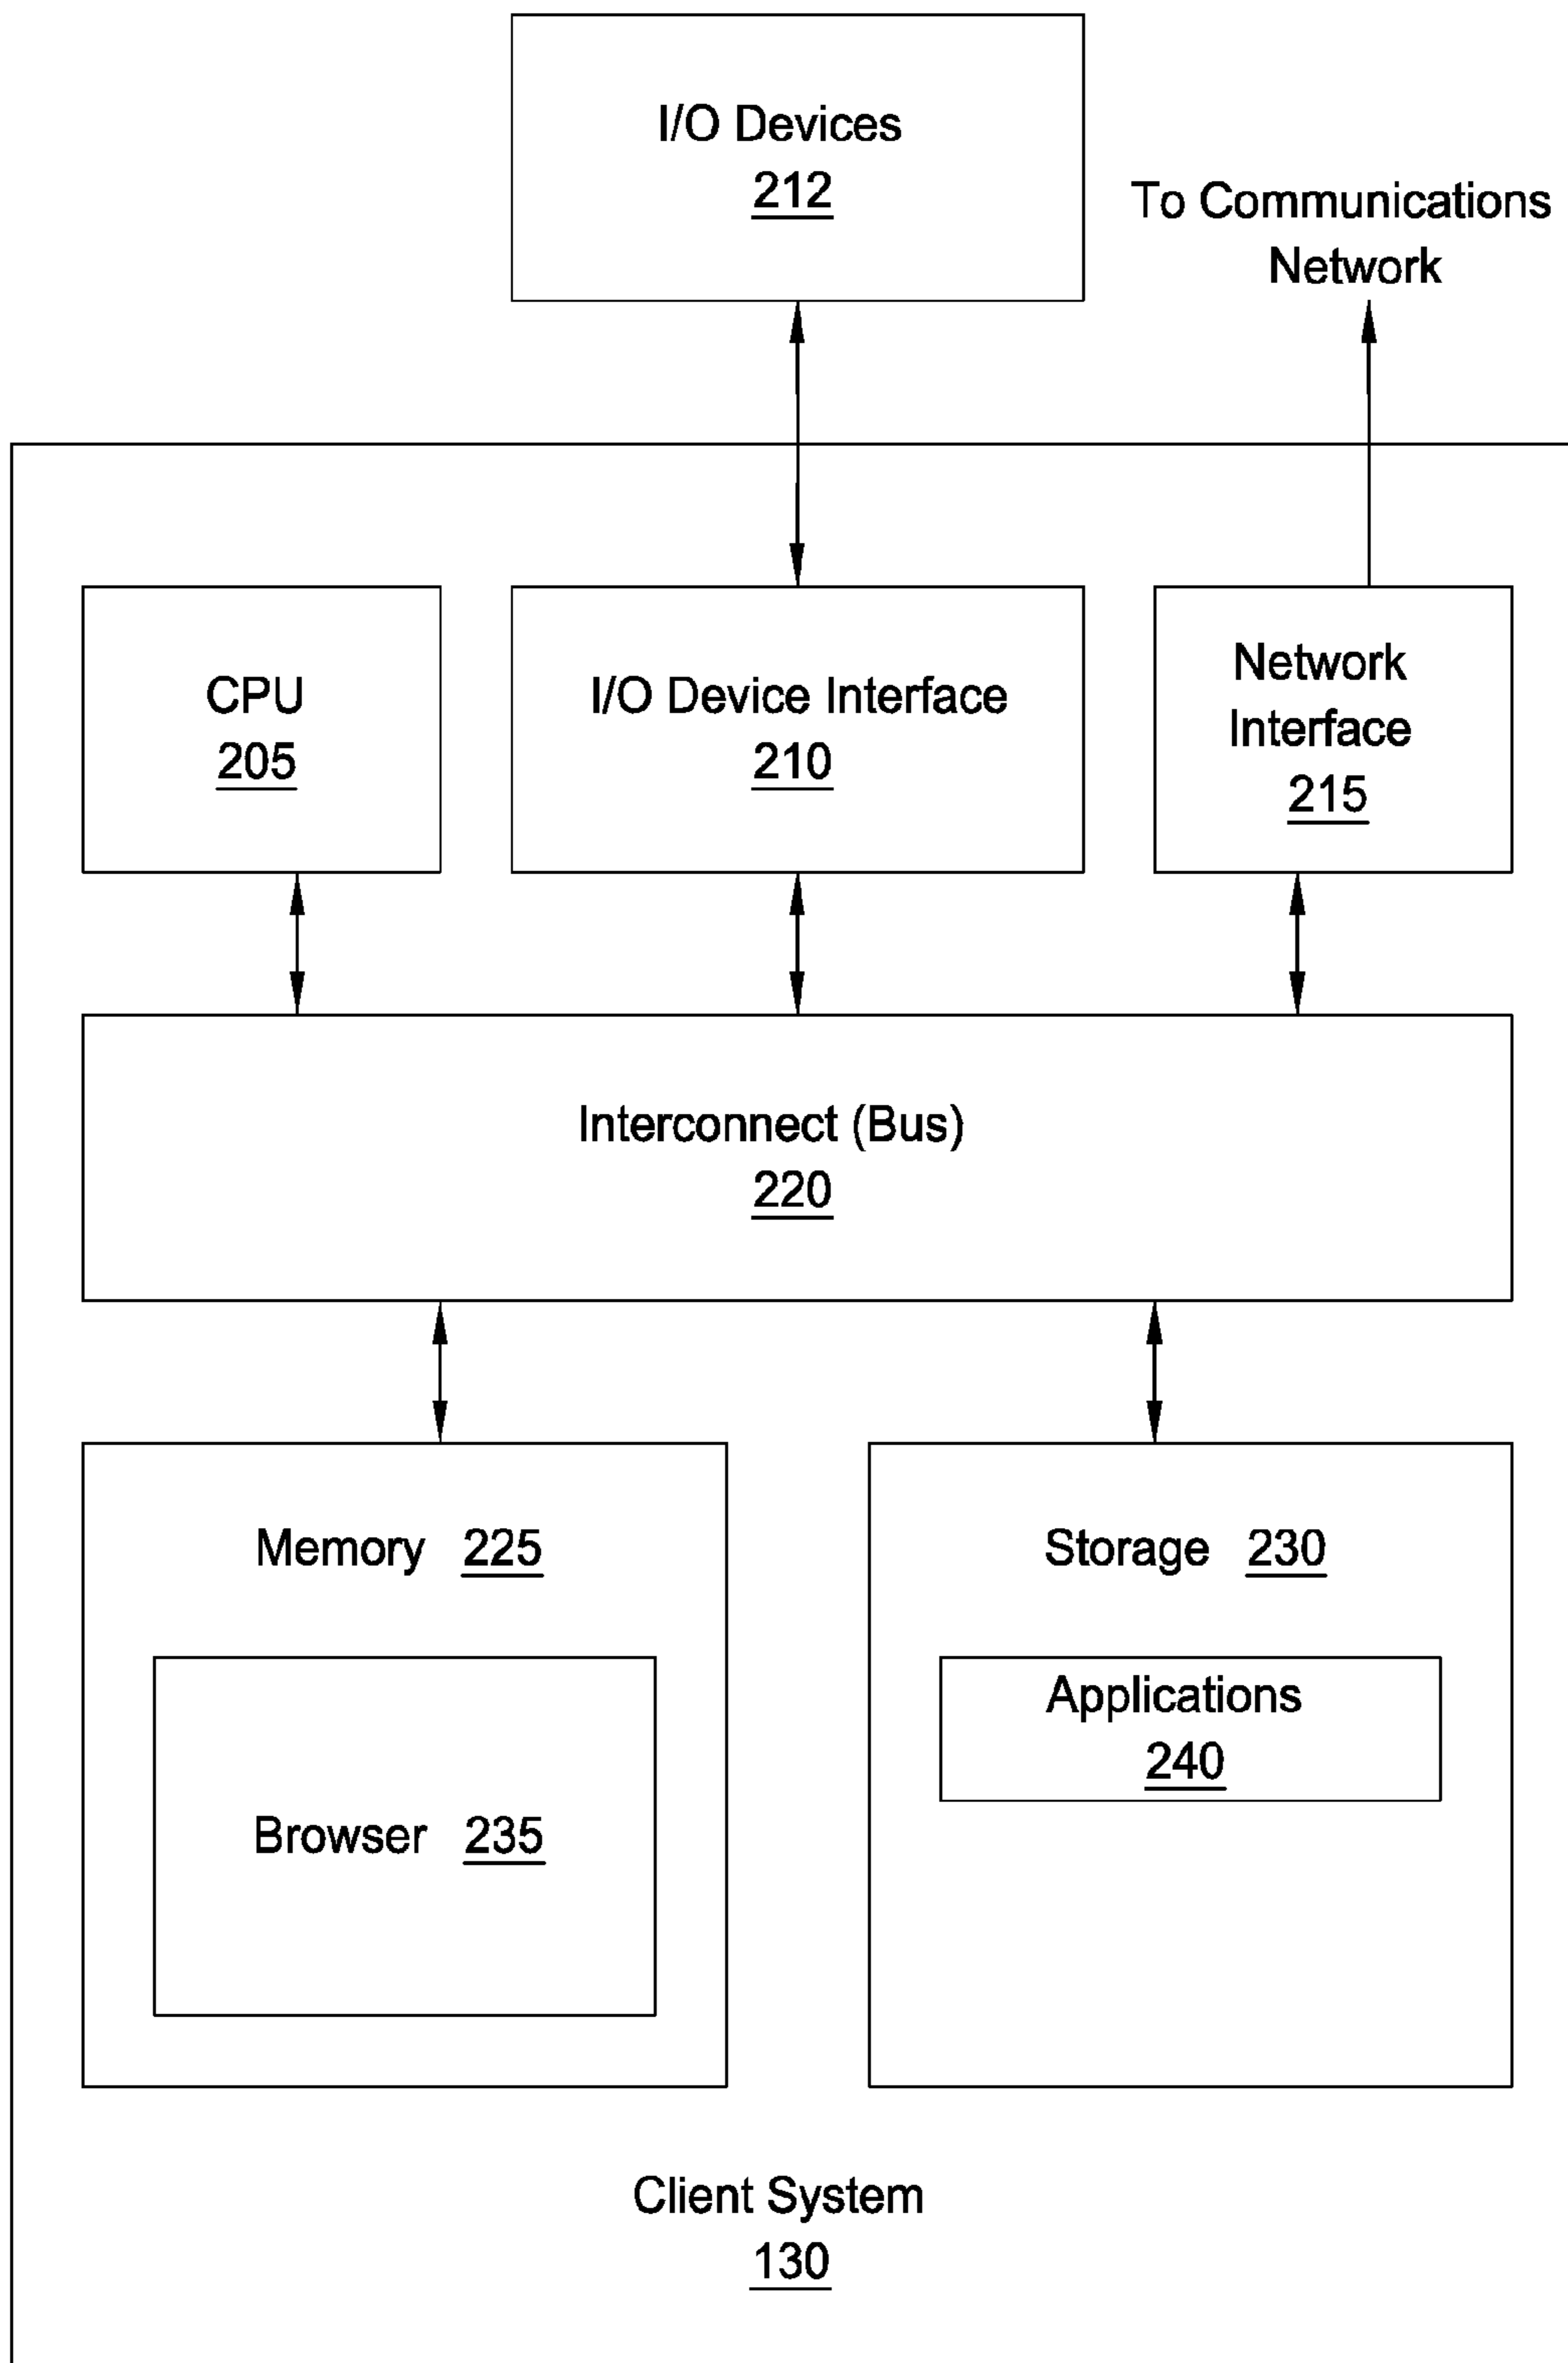 I/O Devices
212
To Communications
Network
CPU
205
I/O Device Interface
210
Network
Interface
215
Interconnect (Bus)
220
Memory 225
Storage 230
Applications
240
Browser 235
Client System
130